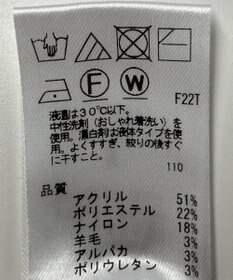 F W
F22T
液温は30℃以下。
中性洗剤(おしゃれ着洗い)を使
用。漂白剤は液体タイプを使
用。よくすすぎ、絞りの後すぐ
に干すこと。
110
品質
アクリル 51%
ポリエステル 22%
ナイロン 18%
羊毛 3%
アルパカ 3%
ポリウレタン 3%